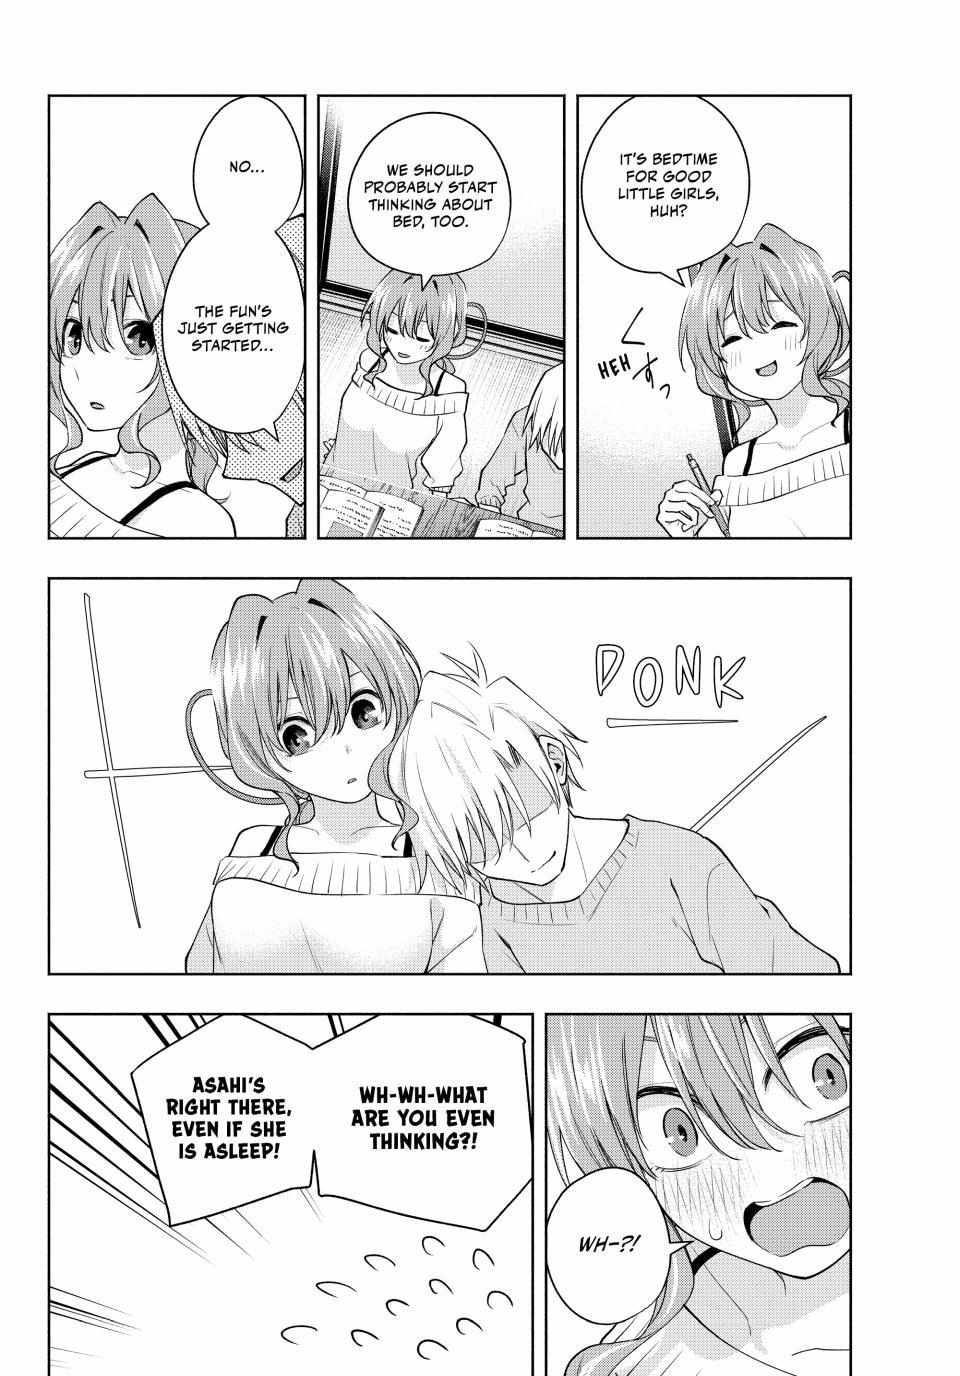 IT'S BEDTIME
FOR GOOD
LITTLE GIRLS,
HUH?
くすっ
HEH
WE SHOULD
PROBABLY START
THINKING ABOUT
BED, TOO.
NO...
THE FUN'S
JUST GETTING
STARTED...
DONK
WH-?!
WH-WH-WHAT
ARE YOU EVEN
THINKING?!
ASAHI'S
RIGHT THERE,
EVEN IF SHE
IS ASLEEP!